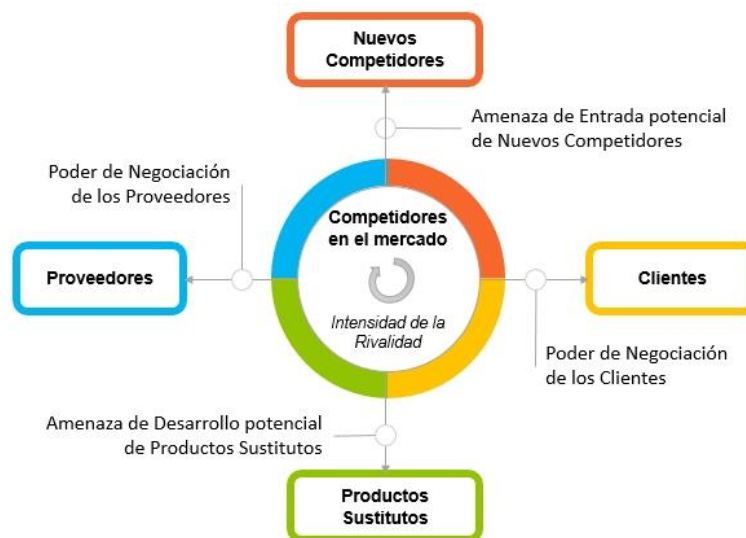 Nuevos
Competidores
Amenaza de Entrada potencial
de Nuevos Competidores
Poder de Negociación
de los Proveedores
Competidores
en el mercado
Proveedores
Clientes
Intensidad de la
Rivalidad
Poder de Negociación
de los Clientes
Amenaza de Desarrollo potencial
de Productos Sustitutos
Productos
Sustitutos